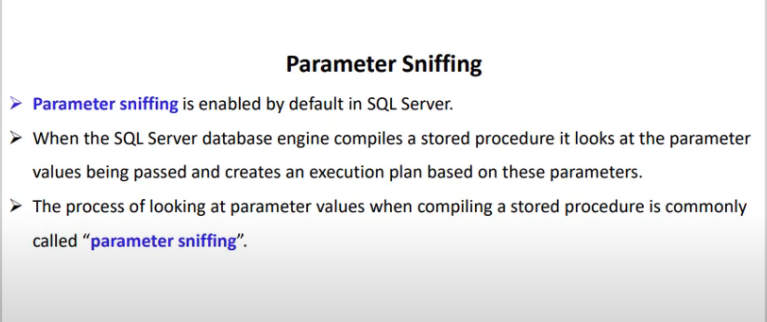 Parameter Sniffing
➢ Parameter sniffing is enabled by default in SQL Server.
➢ When the SQL Server database engine compiles a stored procedure it looks at the parameter
values being passed and creates an execution plan based on these parameters.
➢ The process of looking at parameter values when compiling a stored procedure is commonly
called “parameter sniffing”.